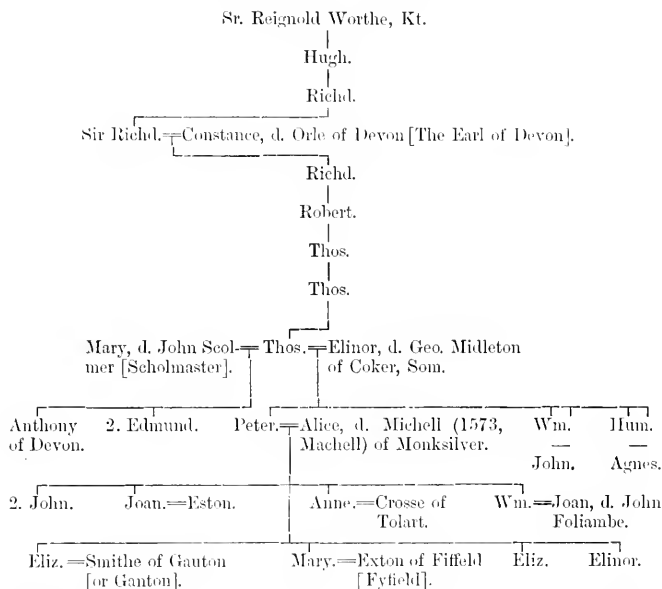 Sr. Reignold Worthe, Kt.
Hugh.
Richd.
Sir Richd.=Constance, d. Orle of Devon [The Earl of Devon].
Richd.
Robert.
Thos.
Thos.
Mary, d. John Scol-= Thos.= Elinor, d. Geo. Midleton
mer [Scholmaster]. of Coker, Som.
Anthony 2. Edmund. Peter.= Alice, d. Michell (1573, Wm. Hum.
of Devon. Machell) of Monksilver. — —
John. Agnes.
2. John. Joan.=Eston. Anne.=Crosse of Wm.=Joan, d. John
Tolart. Foliambe.
Eliz.=Smithe of Gauton Mary.=Exton of Fiffeld Eliz. Elinor.
[or Ganton]. [Fyfield].